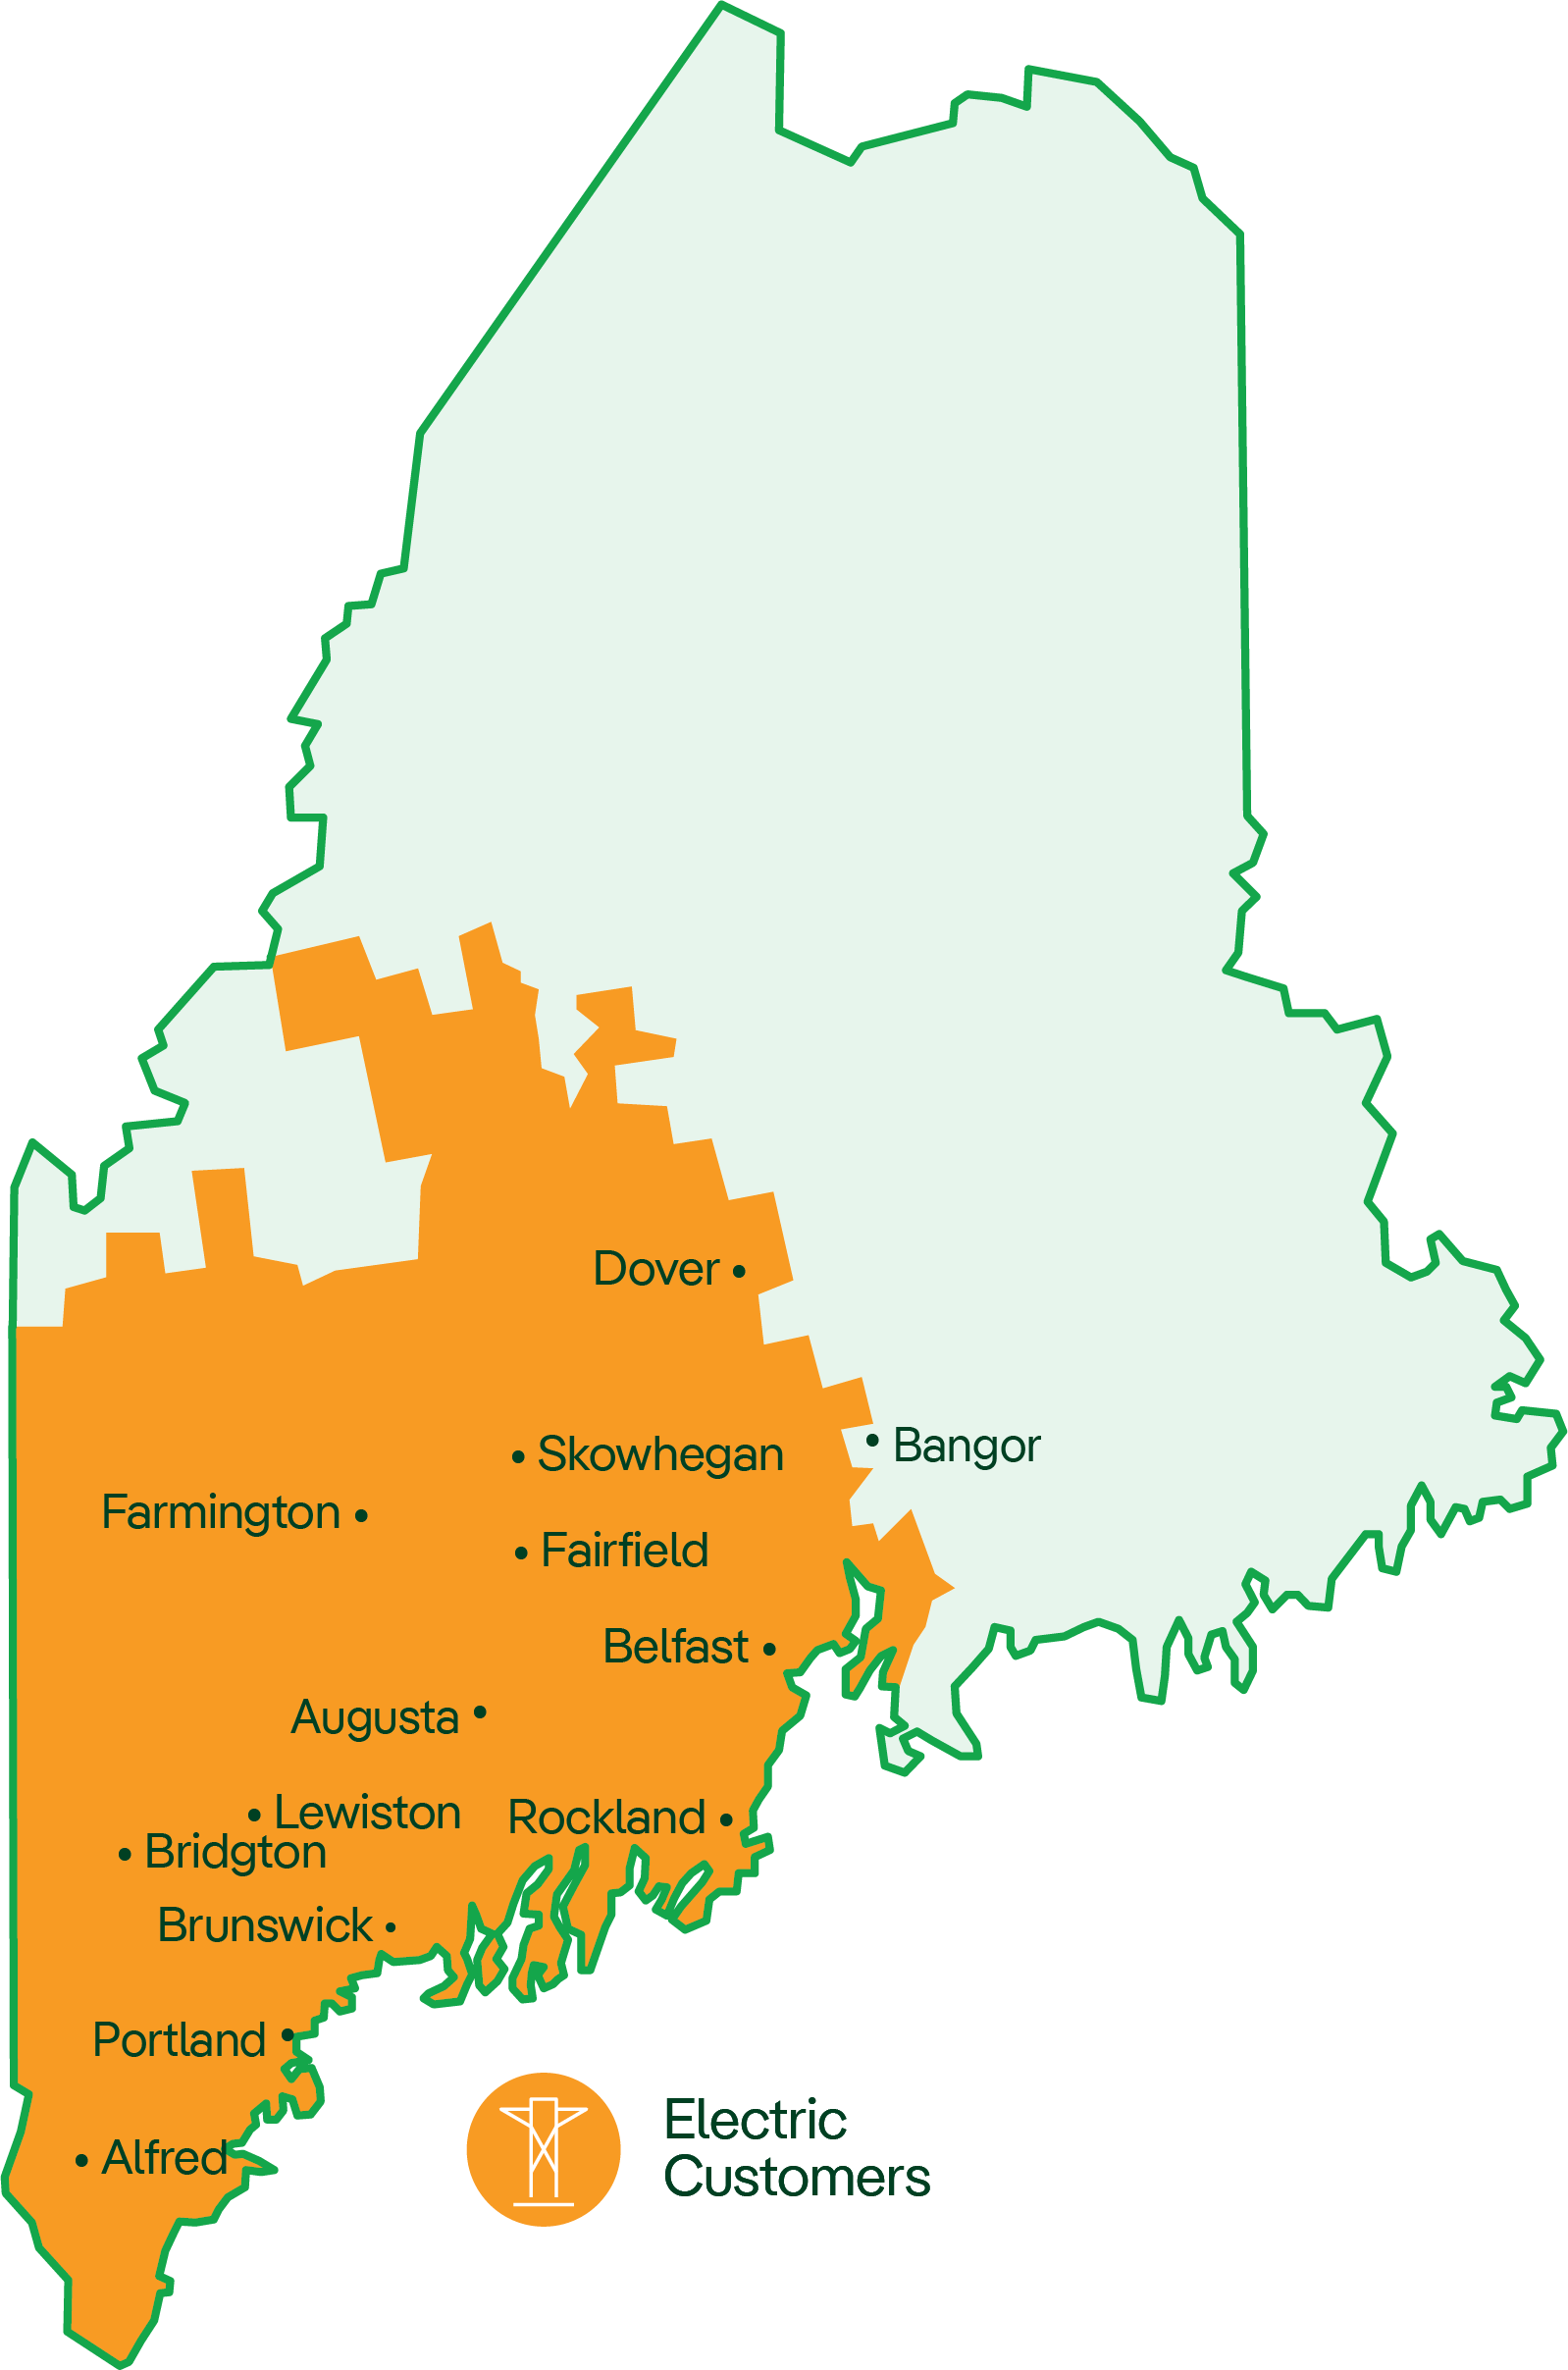 Dover
Bangor
Skowhegan
Farmington
Fairfield
Belfast
Augusta
Lewiston
Rockland
Bridgton
Brunswick
Portland
Alfred
Electric
Customers